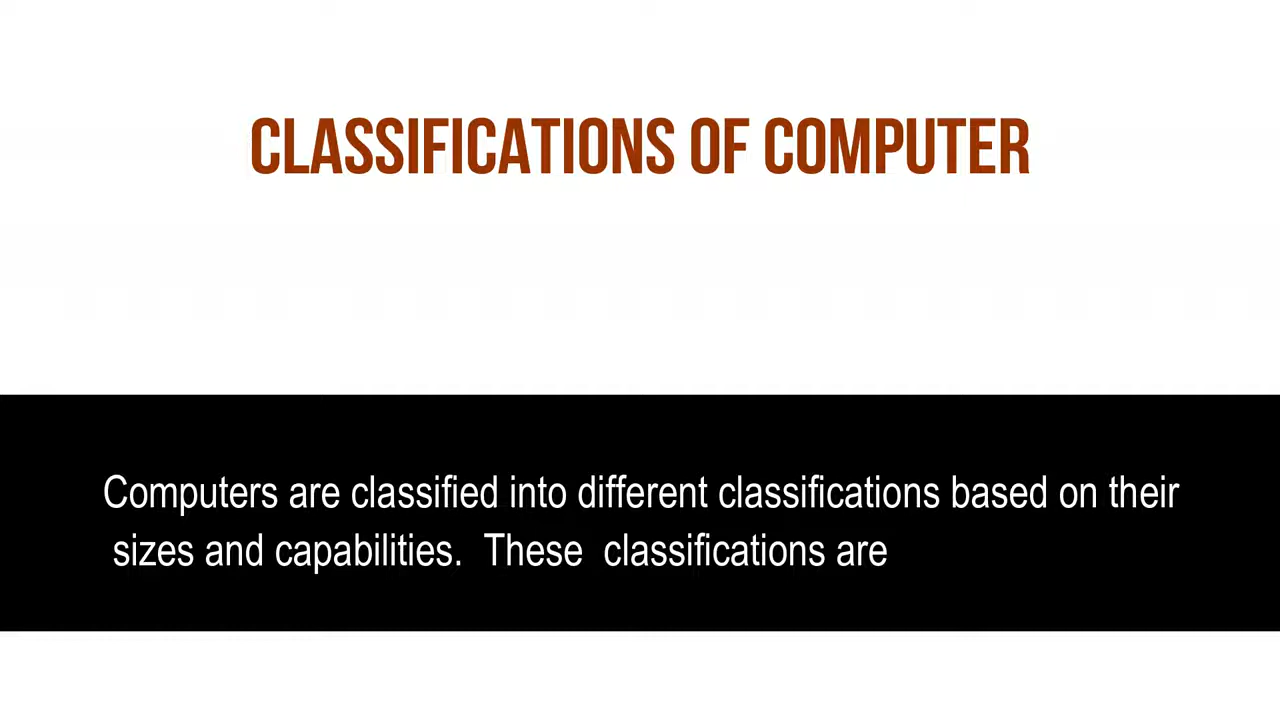 CLASSIFICATIONS OF COMPUTER
Computers are classified into different classifications based on their
sizes and capabilities.  These  classifications are